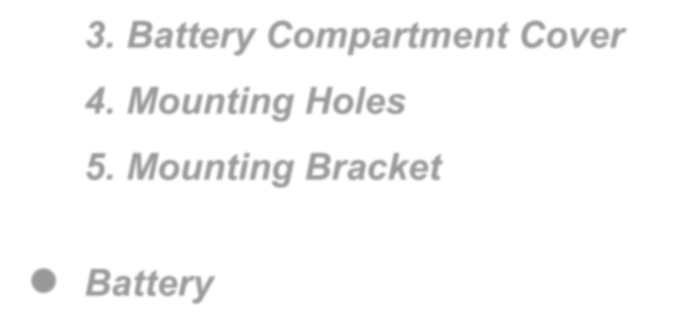 3. Battery Compartment Cover
4. Mounting Holes
5. Mounting Bracket
● Battery